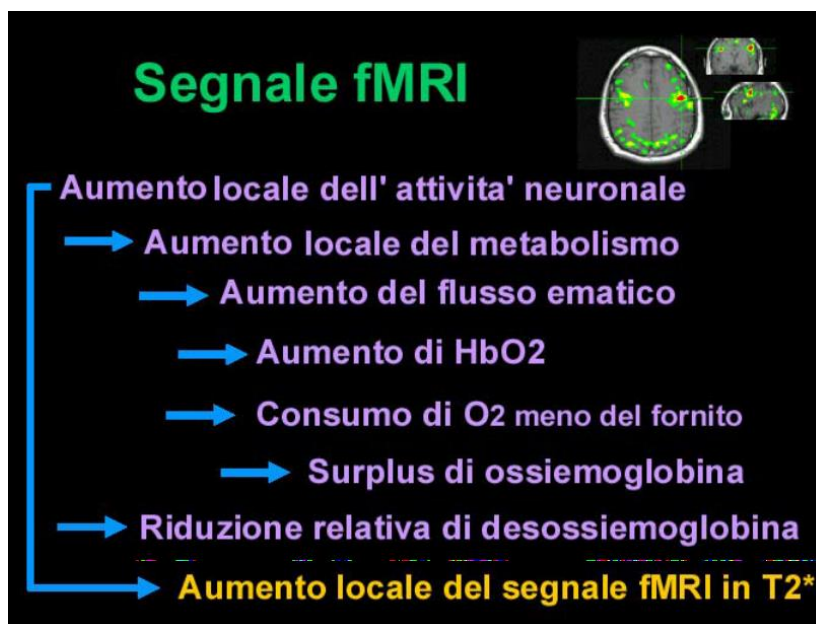 Segnale fMRI
Aumento locale dell' attivita' neuronale
Aumento locale del metabolismo
Aumento del flusso ematico
Aumento di HbO2
Consumo di O2 meno del fornito
Surplus di ossiemoglobina
Riduzione relativa di desossiemoglobina
Aumento locale del segnale fMRI in T2*